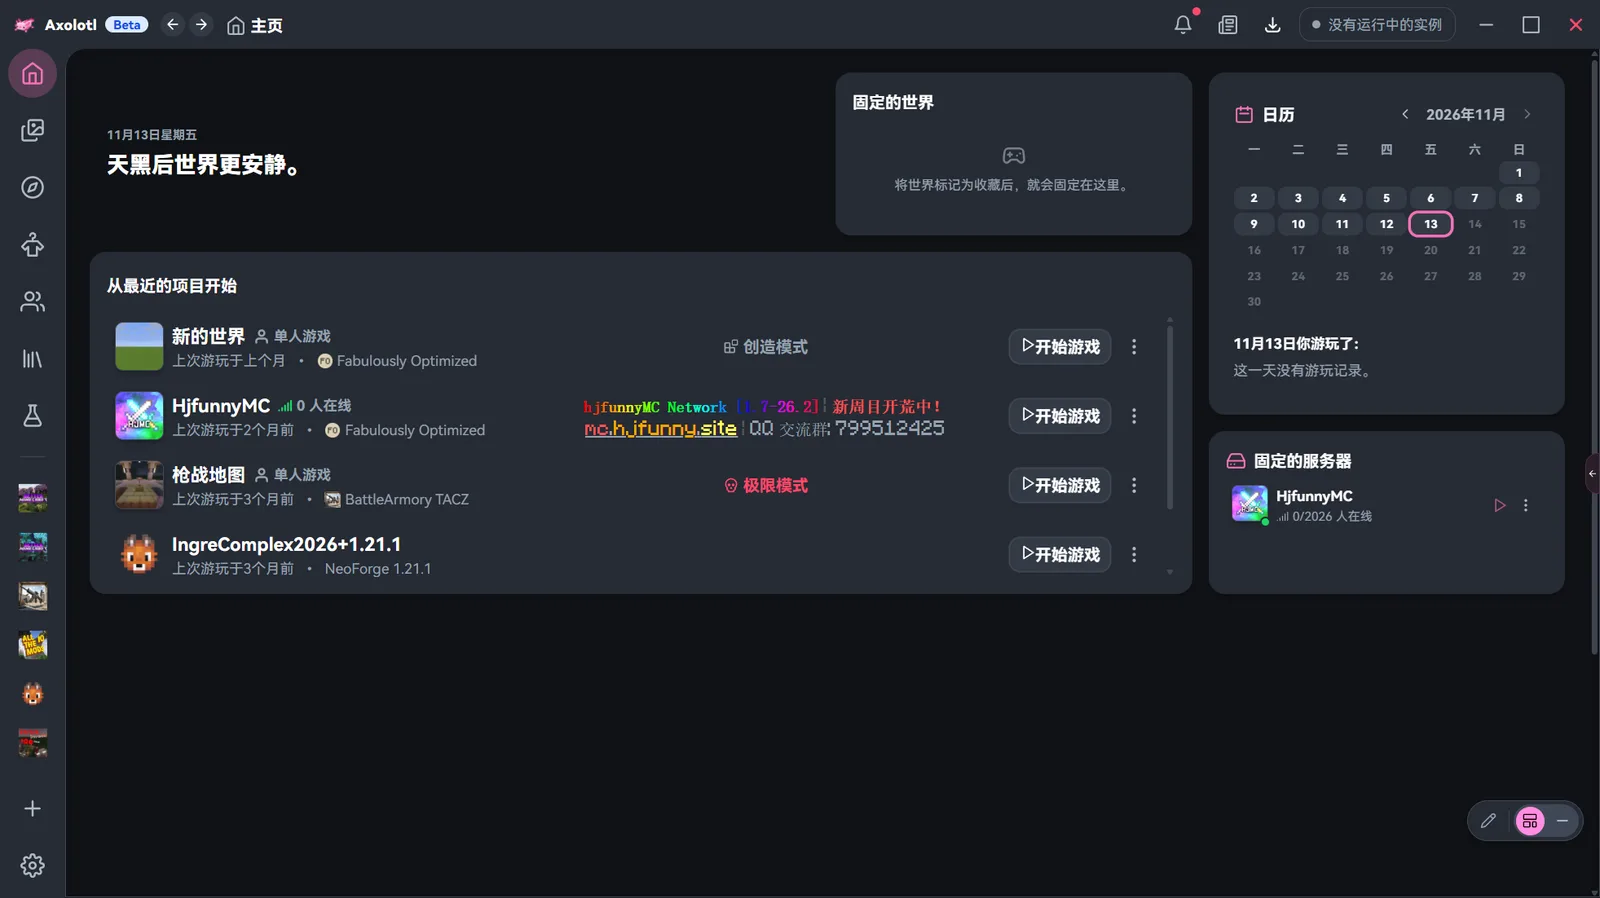 Axolotl Beta 主页 没有运行中的实例
11月13日星期五
天黑后世界更安静。
固定的世界
将世界标记为收藏后，就会固定在这里。
从最近的项目开始
新的世界 单人游戏
上次游玩于上个月 • FO Fabulously Optimized
创造模式
开始游戏
HjfunnyMC 0 人在线
上次游玩于2个月前 • FO Fabulously Optimized
hjfunnyMC Network [1.7-26.2]¦新周目开荒中!
mc.hjfunny.site¦QQ 交流群:799512425
开始游戏
枪战地图 单人游戏
上次游玩于3个月前 • BattleArmory TACZ
极限模式
开始游戏
IngreComplex2026+1.21.1
上次游玩于3个月前 • NeoForge 1.21.1
开始游戏
日历 2026年11月
一 二 三 四 五 六 日
1
2 3 4 5 6 7 8
9 10 11 12 13 14 15
16 17 18 19 20 21 22
23 24 25 26 27 28 29
30
11月13日你游玩了:
这一天没有游玩记录。
固定的服务器
HjfunnyMC
0/2026 人在线
ALL
THE
MODS